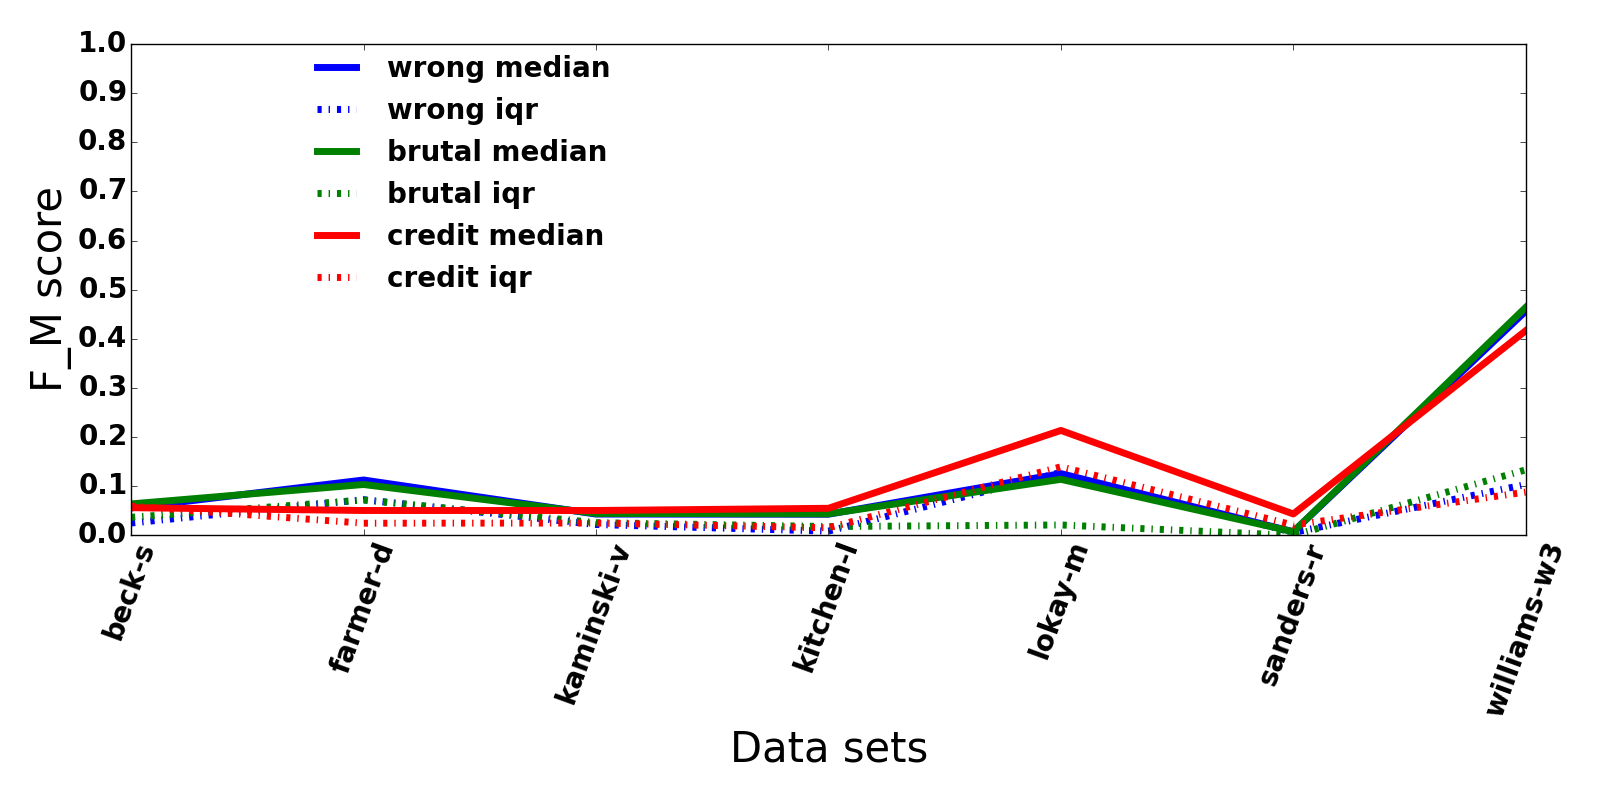 F_M score
1.0
0.9
0.8
0.7
0.6
0.5
0.4
0.3
0.2
0.1
0.0
wrong median
wrong iqr
brutal median
brutal iqr
credit median
credit iqr
beck-s
farmer-d
kaminski-v
kitchen-l
lokay-m
sanders-r
williams-w3
Data sets